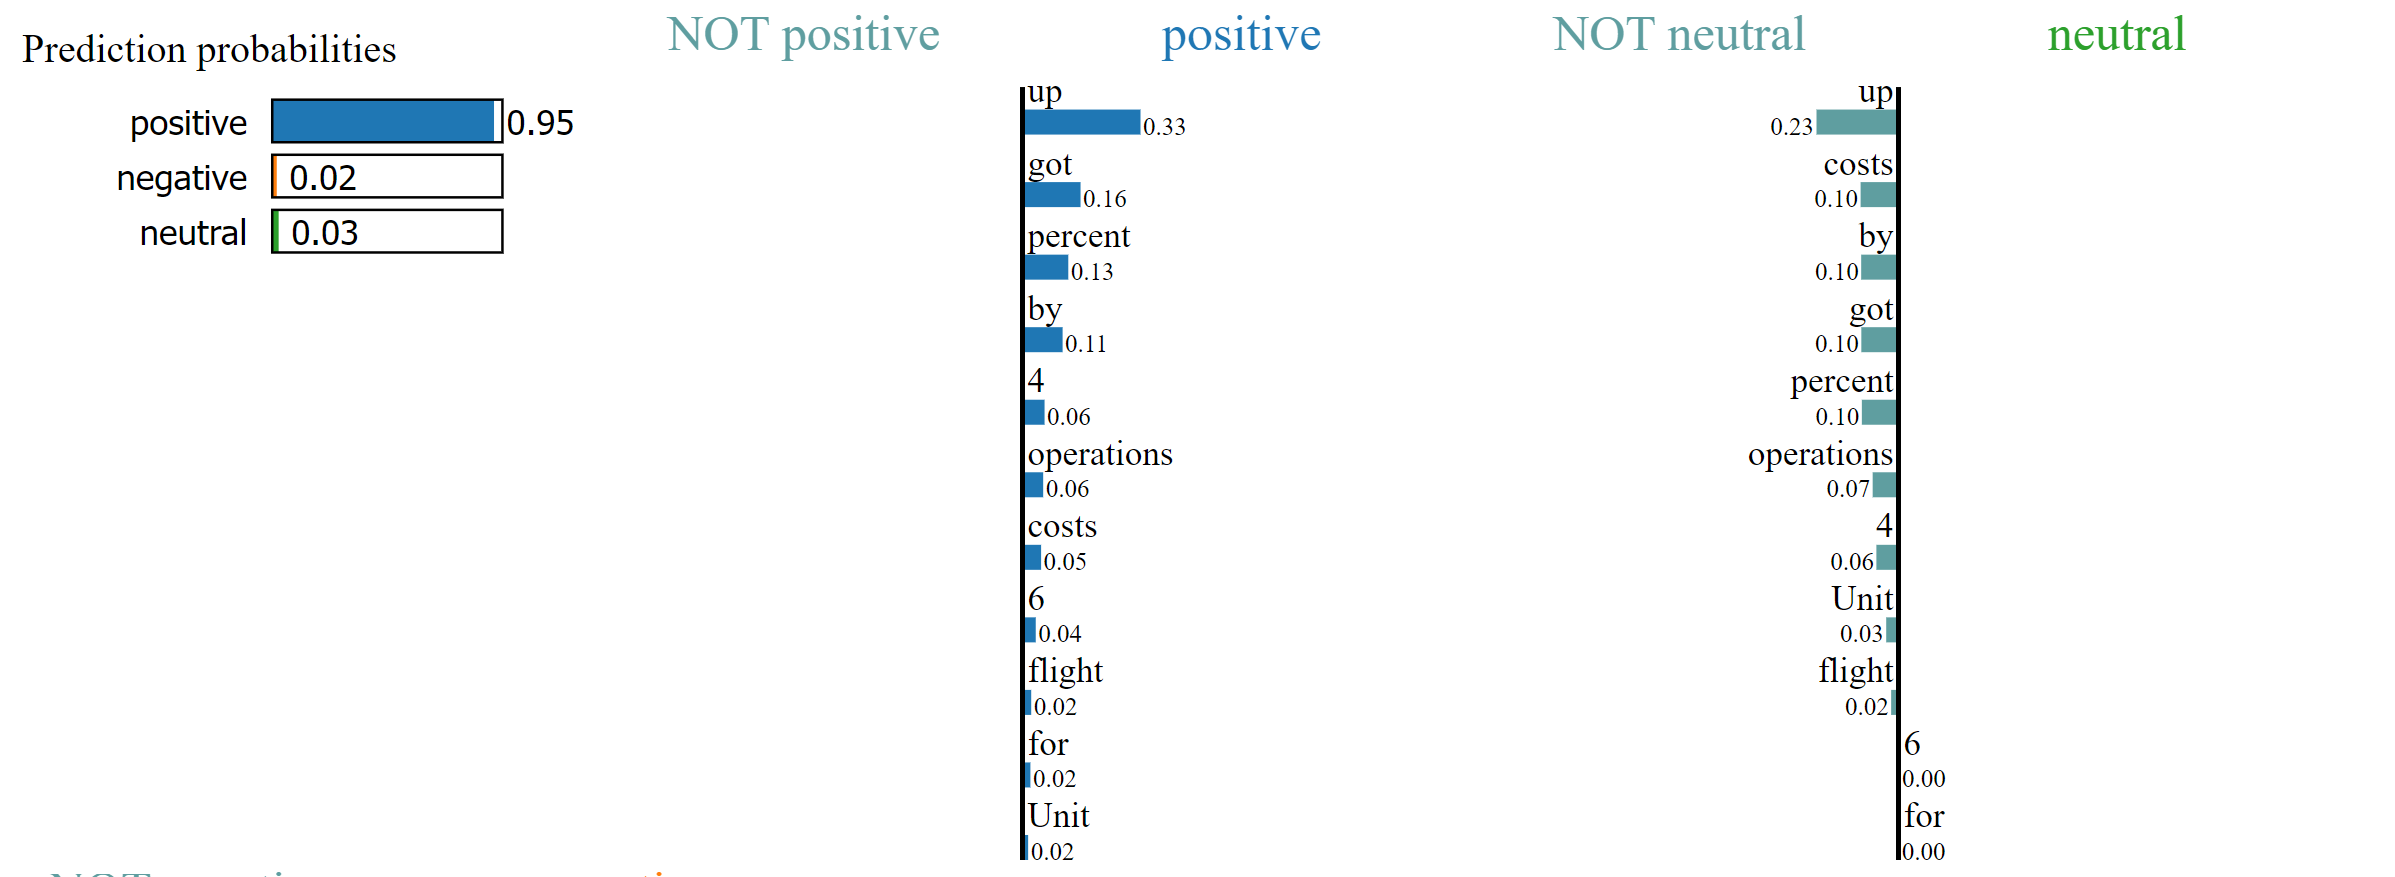 Prediction probabilities
positive 0.95
negative 0.02
neutral 0.03
NOT positive positive
up
0.33
got
0.16
percent
0.13
by
0.11
4
0.06
operations
0.06
costs
0.05
6
0.04
flight
0.02
for
0.02
Unit
0.02
NOT neutral neutral
up
0.23
costs
0.10
by
0.10
got
0.10
percent
0.10
operations
0.07
4
0.06
Unit
0.03
flight
0.02
6
0.00
for
0.00